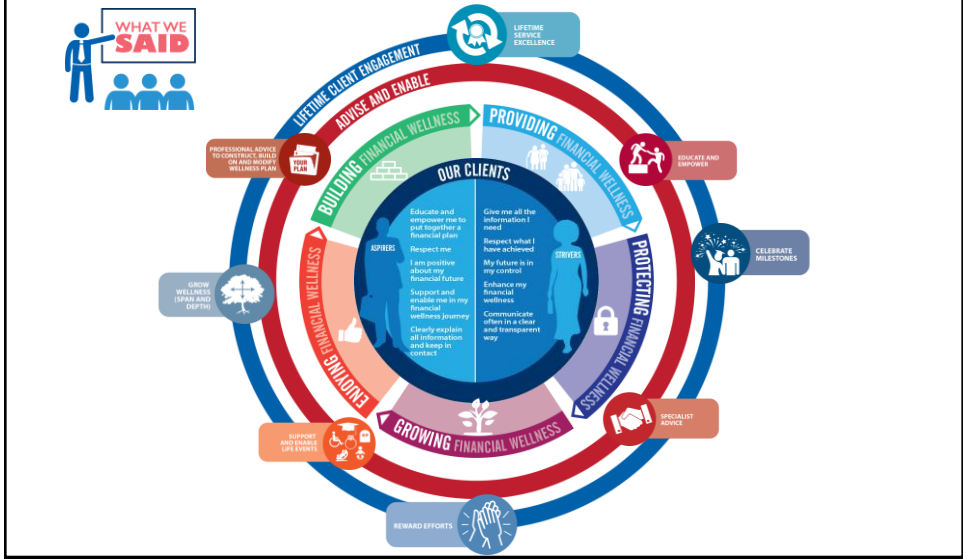 WHAT WE
SAID
LIFETIME
SERVICE
EXCELLENCE
LIFETIME CLIENT ENGAGEMENT
ADVISE AND ENABLE
BUILDING FINANCIAL WELLNESS
PROVIDING FINANCIAL WELLNESS
PROFESSIONAL ADVICE
TO CONSTRUCT, BUILD
ON AND MODIFY
WELLNESS PLAN
YOUR
PLAN
EDUCATE AND
EMPOWER
OUR CLIENTS
Educate and
empower me to
put together a
financial plan
Respect me
I am positive
about my
financial future
Support and
enable me in my
financial
wellness journey
Clearly explain
all information
and keep in
contact
ASPIRERS
Give me all the
information I
need
Respect what I
have achieved
My future is in
my control
Enhance my
financial
wellness
Communicate
often in a clear
and transparent
way
STRIVERS
PROTECTING FINANCIAL WELLNESS
CELEBRATE
MILESTONES
GROW
WELLNESS
(SPAN AND
DEPTH)
ENJOYING FINANCIAL WELLNESS
GROWING FINANCIAL WELLNESS
SPECIALIST
ADVICE
SUPPORT
AND ENABLE
LIFE EVENTS
REWARD EFFORTS